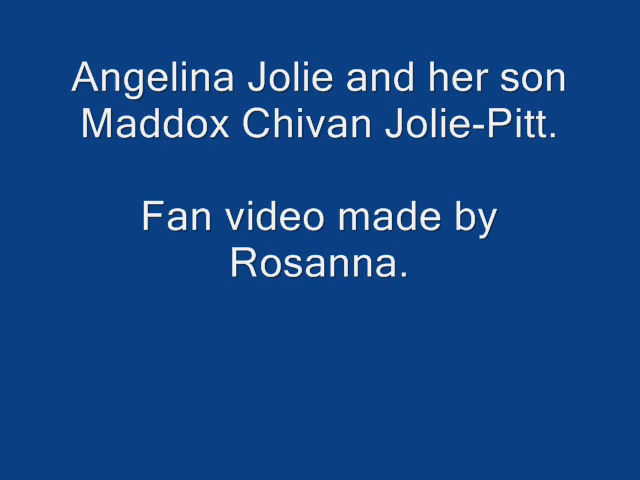 Angelina Jolie and her son
Maddox Chivan Jolie-Pitt.
Fan video made by
Rosanna.